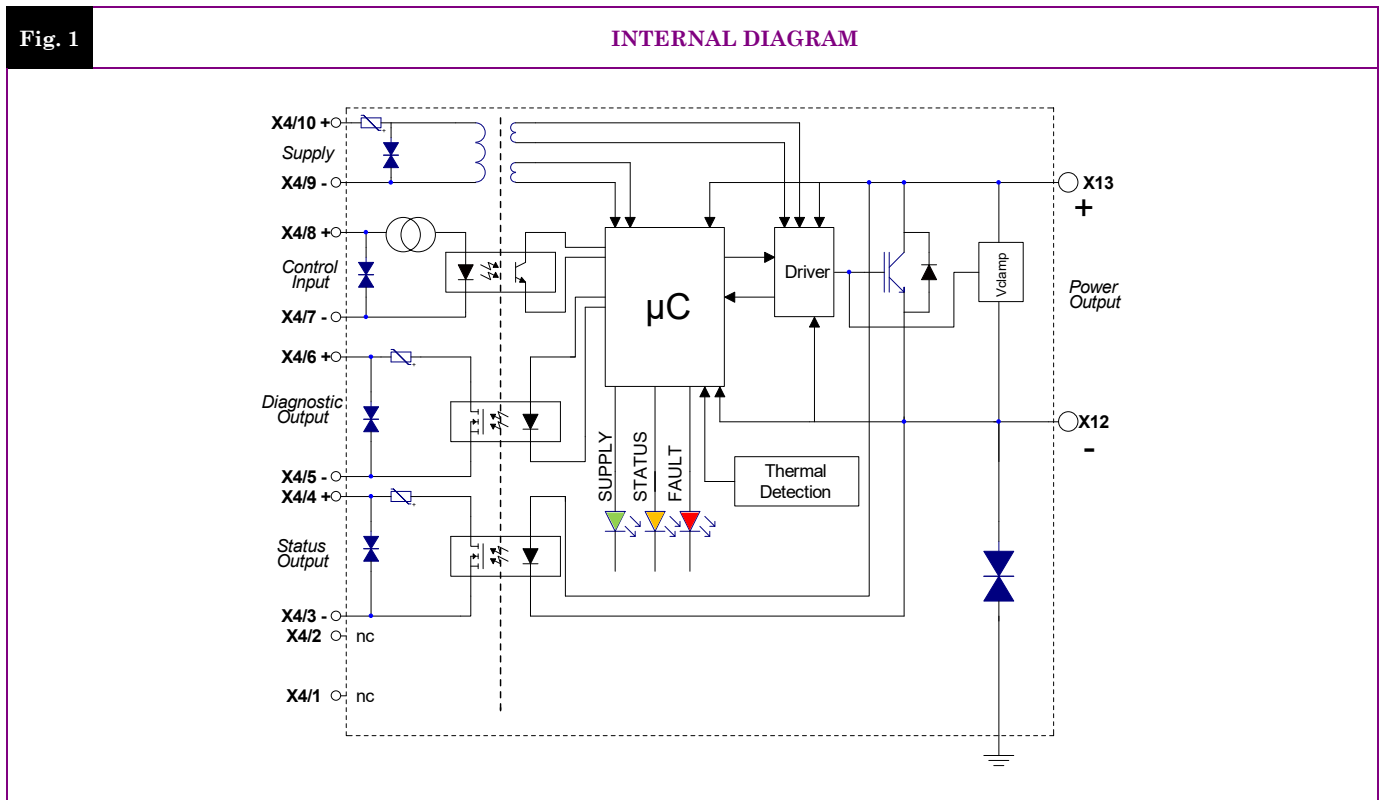 Fig. 1
INTERNAL DIAGRAM
X4/10 +
Supply
X4/9 -
X4/8 +
Control
Input
X4/7 -
X4/6 +
Diagnostic
Output
X4/5 -
X4/4 +
Status
Output
X4/3 -
X4/2
nc
X4/1
nc
µC
Driver
Vclamp
X13
+
Power
Output
X12
-
SUPPLY
STATUS
FAULT
Thermal
Detection